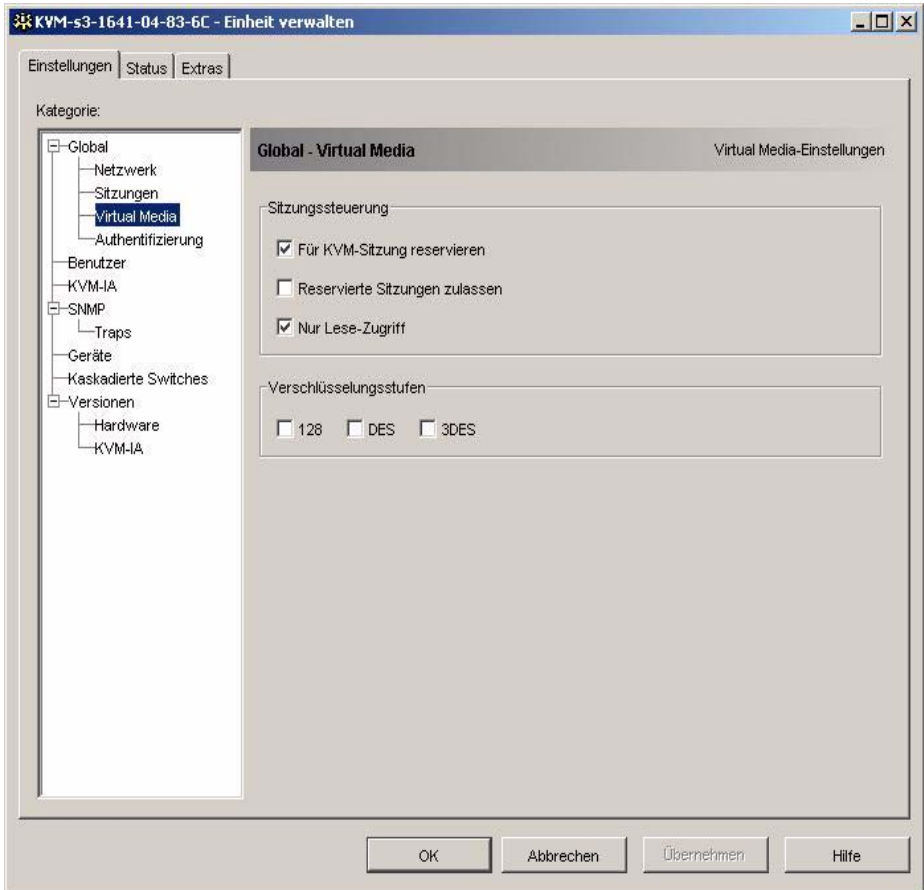 KVM-s3-1641-04-83-6C - Einheit verwalten
Einstellungen Status Extras
Kategorie:
Global
Netzwerk
Sitzungen
Virtual Media
Authentifizierung
Benutzer
KVM-IA
SNMP
Traps
Geräte
Kaskadierte Switches
Versionen
Hardware
KVM-IA
Global - Virtual Media Virtual Media-Einstellungen
Sitzungssteuerung
Für KVM-Sitzung reservieren
Reservierte Sitzungen zulassen
Nur Lese-Zugriff
Verschlüsselungsstufen
128 DES 3DES
OK Abbrechen Übernehmen Hilfe